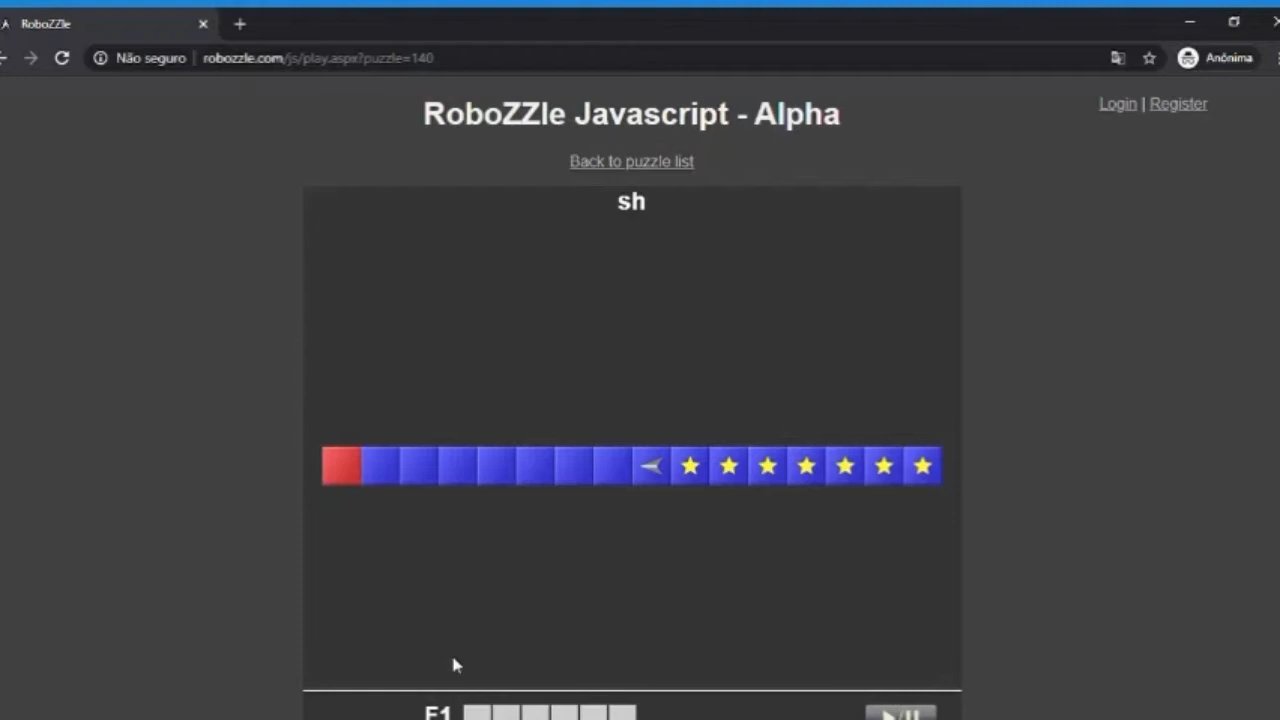 RoboZZle
Não seguro robozzle.com/js/play.aspx?puzzle=140 Anônima
RoboZZle Javascript - Alpha
Login | Register
Back to puzzle list
sh
F1